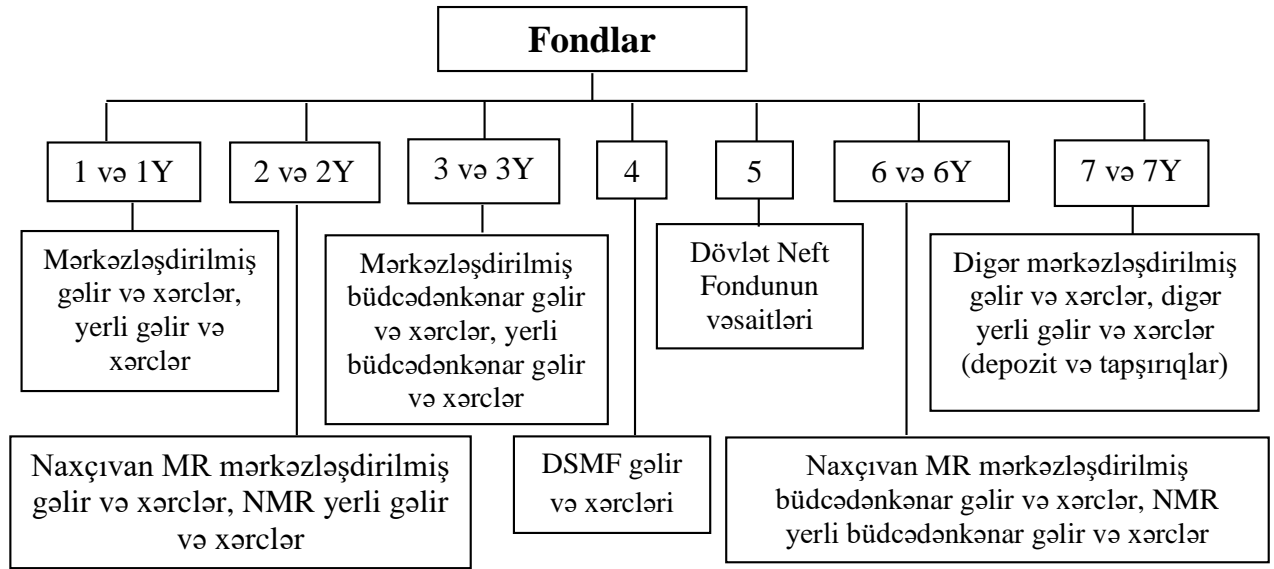 Fondlar
1 və 1Y
2 və 2Y
3 və 3Y
4
5
6 və 6Y
7 və 7Y
Mərkəzləşdirilmiş
gəlir və xərclər,
yerli gəlir və
xərclər
Mərkəzləşdirilmiş
büdcədənkənar gəlir
və xərclər, yerli
büdcədənkənar gəlir
və xərclər
Dövlət Neft
Fondunun
vəsaitləri
Digər mərkəzləşdirilmiş
gəlir və xərclər, digər
yerli gəlir və xərclər
(depozit və tapşırıqlar)
Naxçıvan MR mərkəzləşdirilmiş
gəlir və xərclər, NMR yerli gəlir
və xərclər
DSMF gəlir
və xərcləri
Naxçıvan MR mərkəzləşdirilmiş
büdcədənkənar gəlir və xərclər, NMR
yerli büdcədənkənar gəlir və xərclər